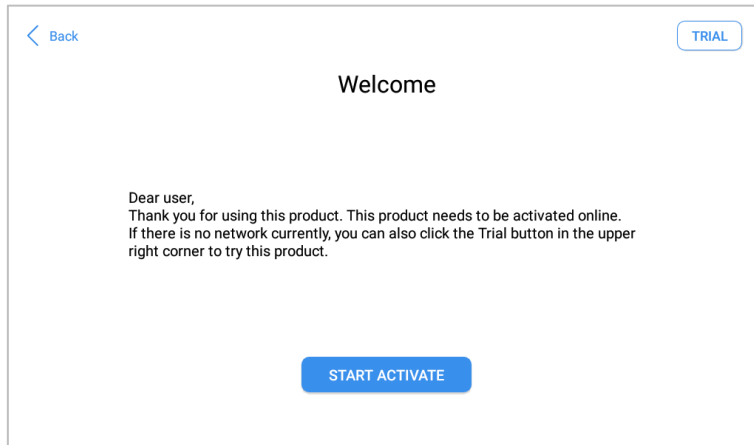 Back
TRIAL
Welcome
Dear user,
Thank you for using this product. This product needs to be activated online.
If there is no network currently, you can also click the Trial button in the upper
right corner to try this product.
START ACTIVATE